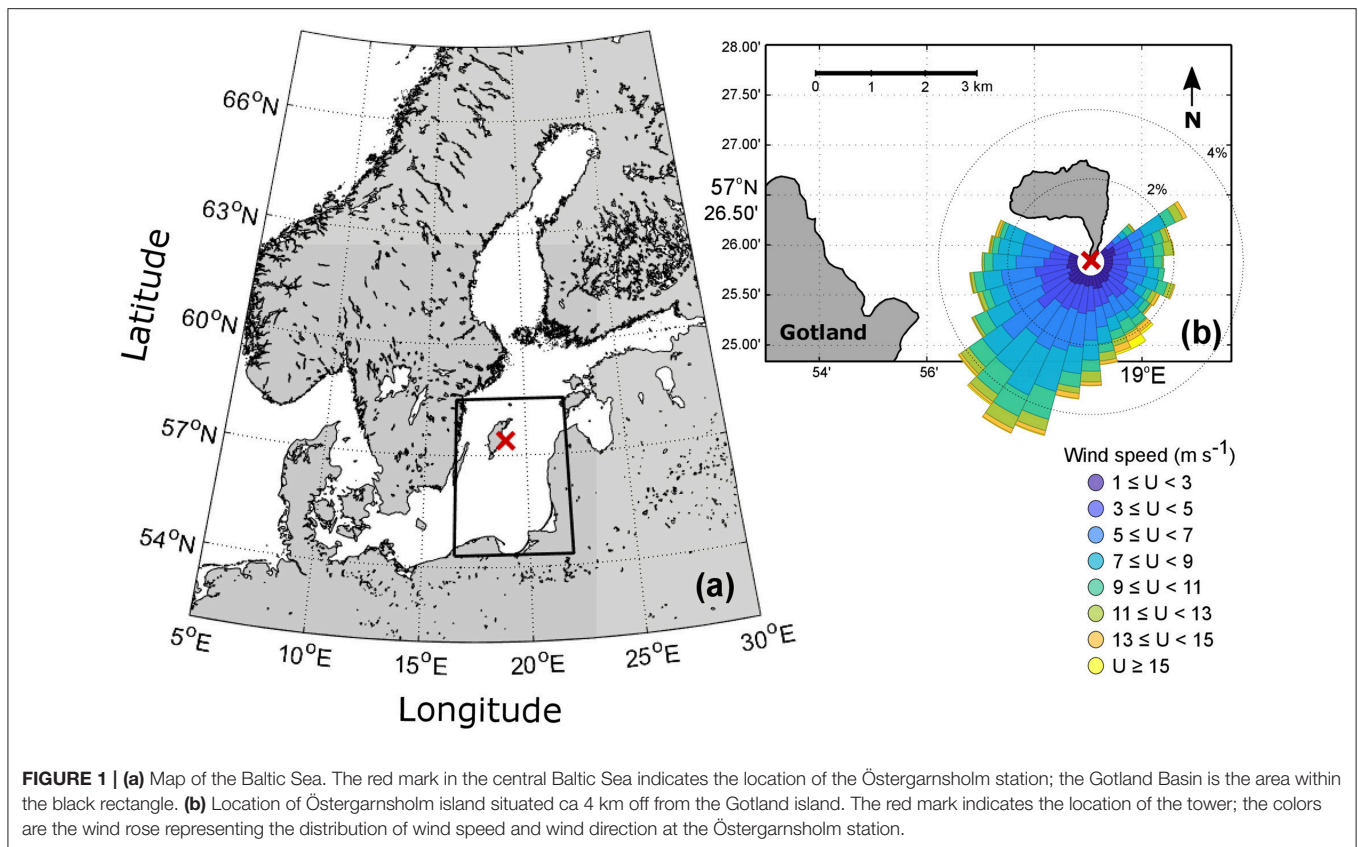 66°N
63°N
60°N
57°N
54°N
Latitude
5°E
10°E
15°E
20°E
25°E
30°E
Longitude
(a)
28.00'
27.50'
27.00'
57°N
26.50'
26.00'
25.50'
25.00'
0 1 2 3 km
N
4%
2%
Gotland
(b)
54'
56'
19°E
Wind speed (m s⁻¹)
1 ≤ U < 3
3 ≤ U < 5
5 ≤ U < 7
7 ≤ U < 9
9 ≤ U < 11
11 ≤ U < 13
13 ≤ U < 15
U ≥ 15
FIGURE 1 | (a) Map of the Baltic Sea. The red mark in the central Baltic Sea indicates the location of the Östergarnsholm station; the Gotland Basin is the area within
the black rectangle. (b) Location of Östergarnsholm island situated ca 4 km off from the Gotland island. The red mark indicates the location of the tower; the colors
are the wind rose representing the distribution of wind speed and wind direction at the Östergarnsholm station.